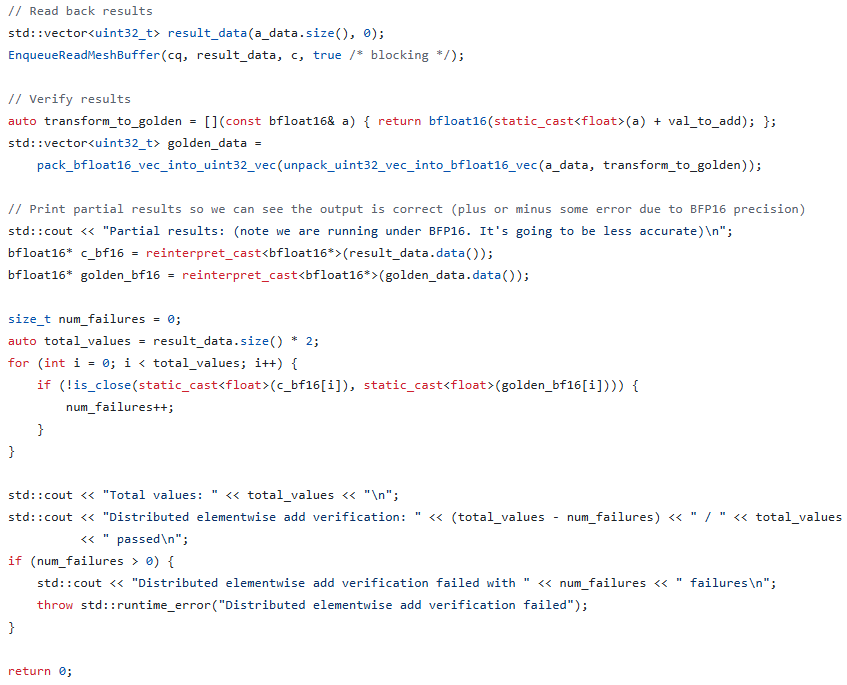 // Read back results
std::vector<uint32_t> result_data(a_data.size(), 0);
EnqueueReadMeshBuffer(cq, result_data, c, true /* blocking */);

// Verify results
auto transform_to_golden = [](const bfloat16& a) { return bfloat16(static_cast<float>(a) + val_to_add); };
std::vector<uint32_t> golden_data =
    pack_bfloat16_vec_into_uint32_vec(unpack_uint32_vec_into_bfloat16_vec(a_data, transform_to_golden));

// Print partial results so we can see the output is correct (plus or minus some error due to BFP16 precision)
std::cout << "Partial results: (note we are running under BFP16. It's going to be less accurate)\n";
bfloat16* c_bf16 = reinterpret_cast<bfloat16*>(result_data.data());
bfloat16* golden_bf16 = reinterpret_cast<bfloat16*>(golden_data.data());

size_t num_failures = 0;
auto total_values = result_data.size() * 2;
for (int i = 0; i < total_values; i++) {
    if (!is_close(static_cast<float>(c_bf16[i]), static_cast<float>(golden_bf16[i]))) {
        num_failures++;
    }
}

std::cout << "Total values: " << total_values << "\n";
std::cout << "Distributed elementwise add verification: " << (total_values - num_failures) << " / " << total_values
          << " passed\n";
if (num_failures > 0) {
    std::cout << "Distributed elementwise add verification failed with " << num_failures << " failures\n";
    throw std::runtime_error("Distributed elementwise add verification failed");
}

return 0;